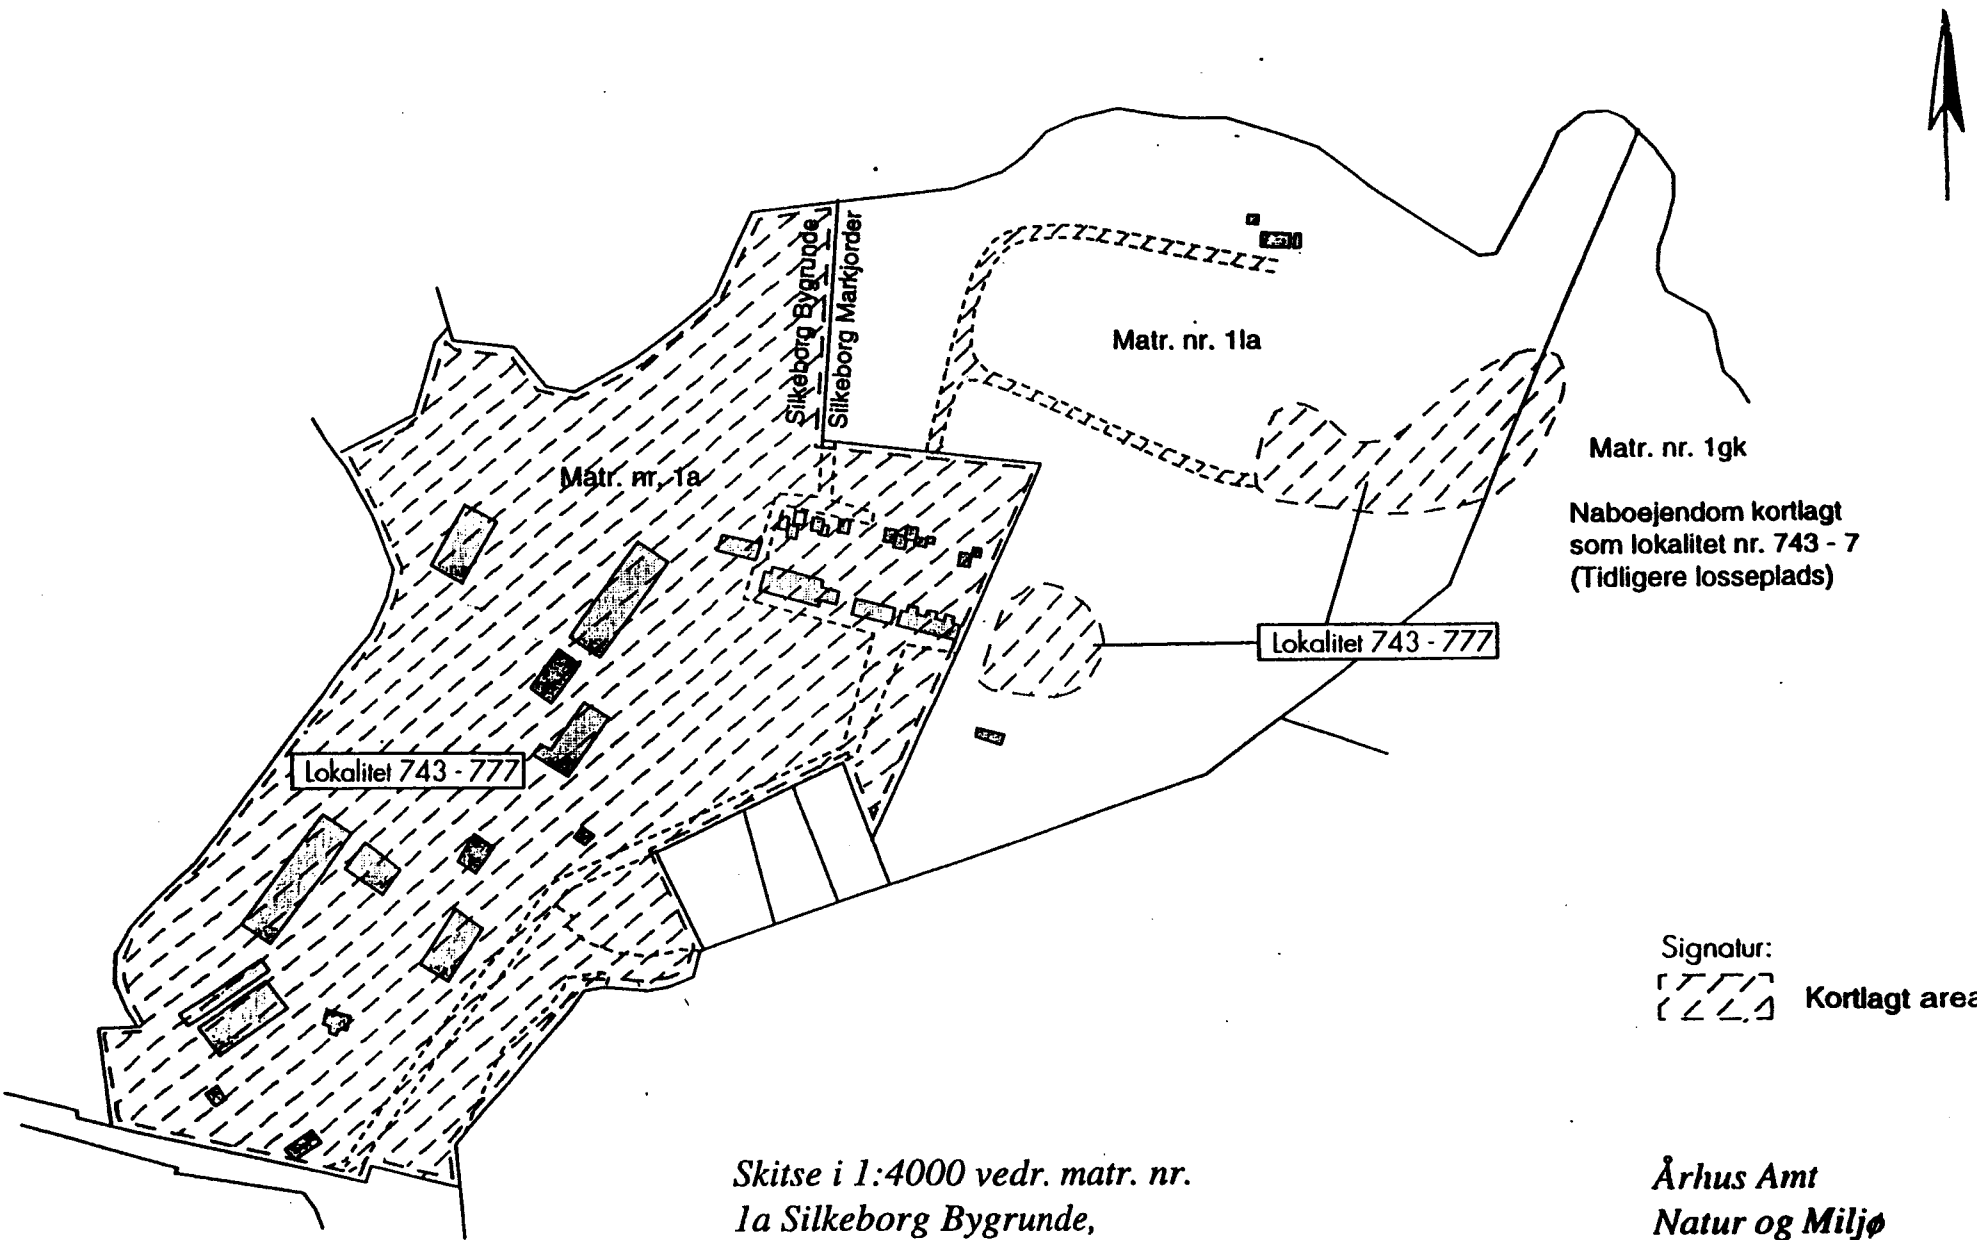 Silkeborg Bygrunde
Silkeborg Markjorder
Matr. nr. 1la
Matr. nr. 1a
Matr. nr. 1gk
Naboejendom kortlagt
som lokalitet nr. 743 - 7
(Tidligere losseplads)
Lokalitet 743 - 777
Lokalitet 743 - 777
Signatur:
Kortlagt area
Skitse i 1:4000 vedr. matr. nr.
1a Silkeborg Bygrunde,
Århus Amt
Natur og Miljø